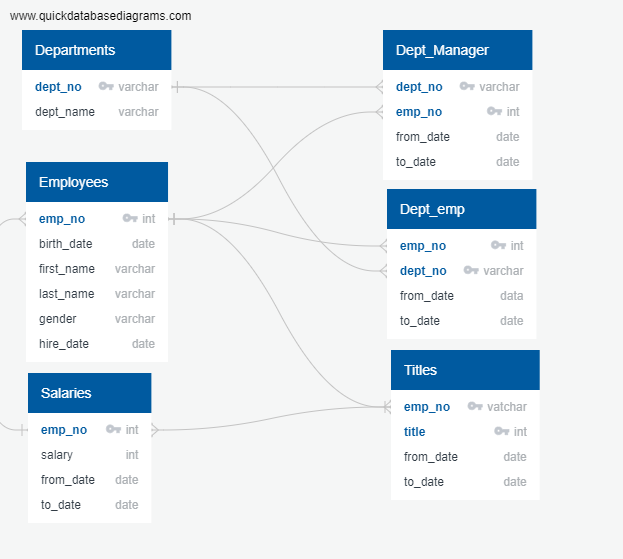 www.quickdatabasediagrams.com
Departments
dept_no varchar
dept_name varchar
Employees
emp_no int
birth_date date
first_name varchar
last_name varchar
gender varchar
hire_date date
Salaries
emp_no int
salary int
from_date date
to_date date
Dept_Manager
dept_no varchar
emp_no int
from_date date
to_date date
Dept_emp
emp_no int
dept_no varchar
from_date data
to_date date
Titles
emp_no vatchar
title int
from_date date
to_date date